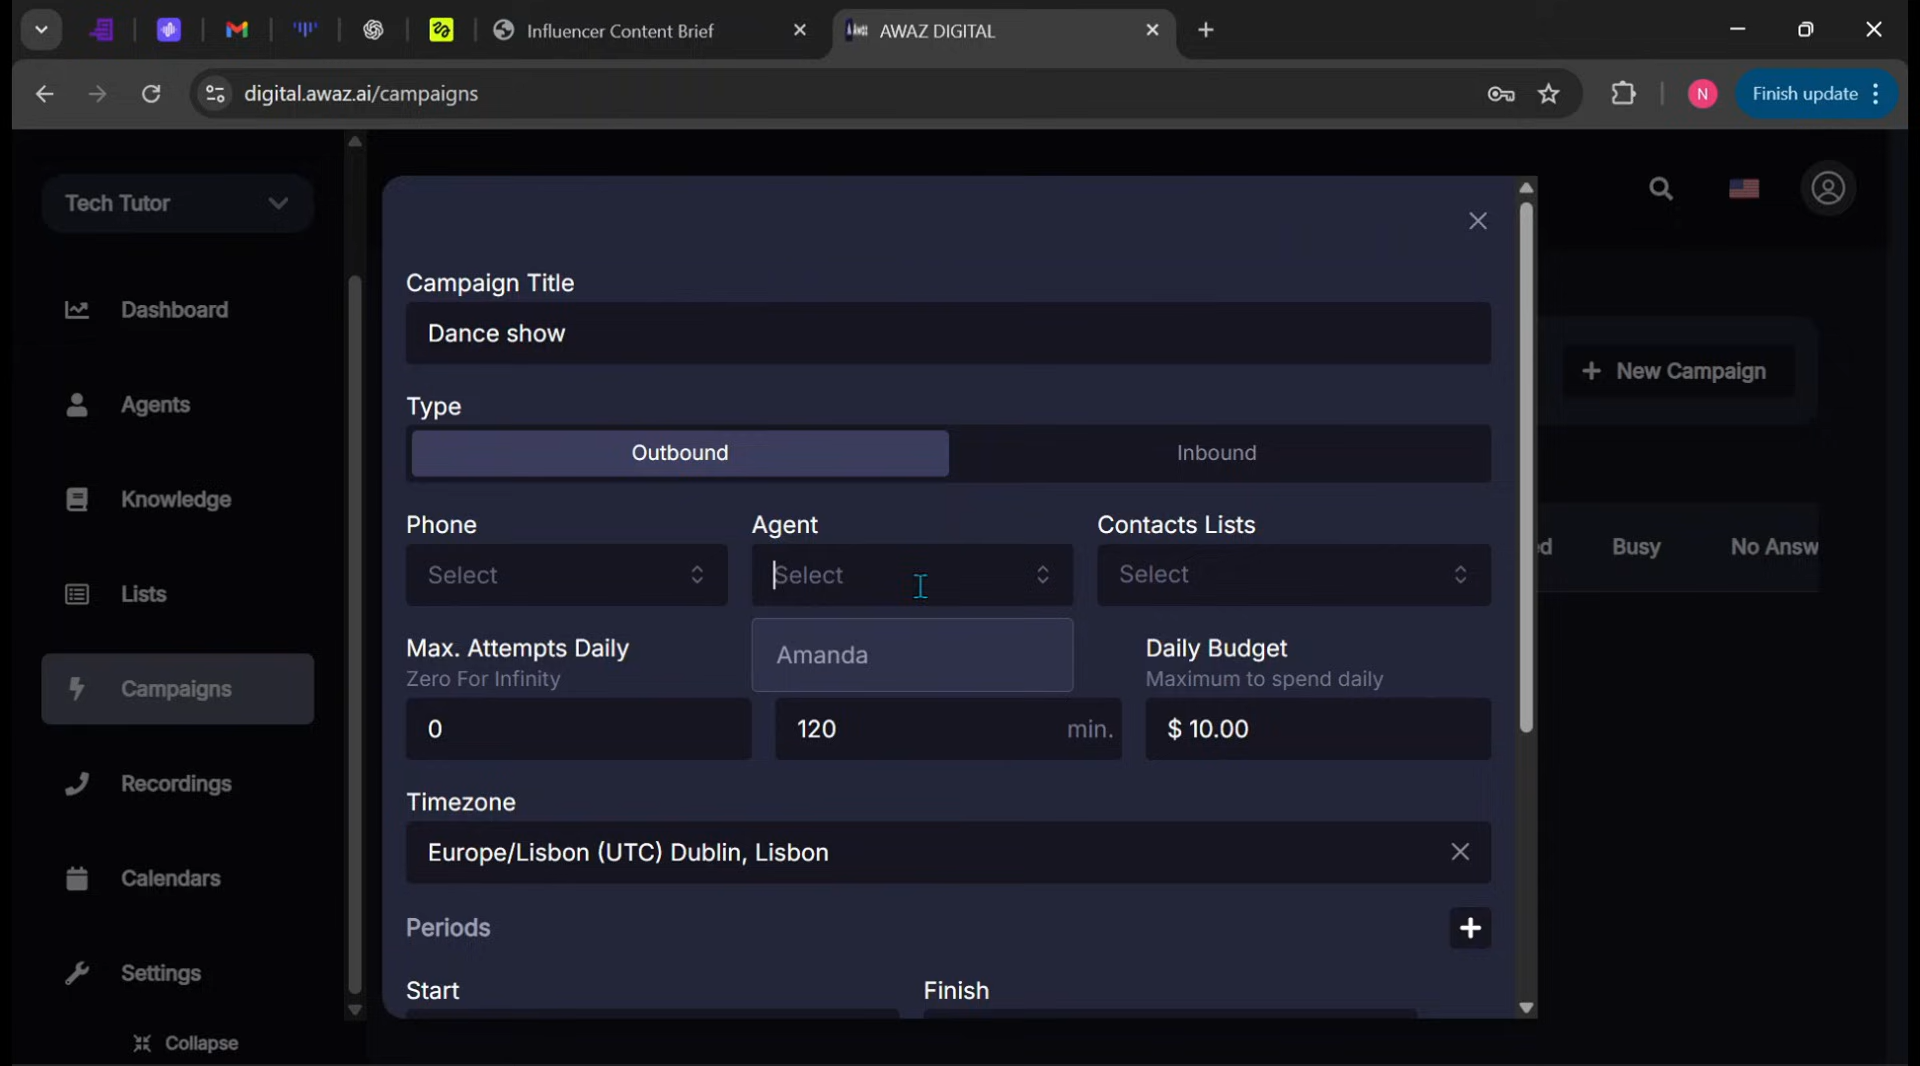 Influencer Content Brief
AWAZ DIGITAL
digital.awaz.ai/campaigns
N
Finish update
Tech Tutor
Dashboard
Agents
Knowledge
Lists
Campaigns
Recordings
Calendars
Settings
Collapse
Campaign Title
Dance show
Type
Outbound
Inbound
Phone
Agent
Contacts Lists
Select
Select
Select
Amanda
Max. Attempts Daily
Zero For Infinity
Daily Budget
Maximum to spend daily
0
120
min.
$ 10.00
Timezone
Europe/Lisbon (UTC) Dublin, Lisbon
Periods
Start
Finish
+ New Campaign
ed
Busy
No Answ